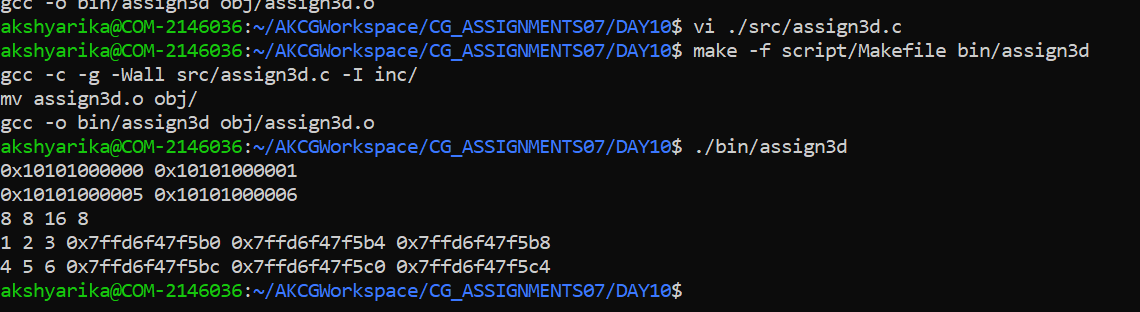 gcc -o bin/assign3d obj/assign3d.o
akshyarika@COM-2146036:~/AKCGWorkspace/CG_ASSIGNMENTS07/DAY10$ vi ./src/assign3d.c
akshyarika@COM-2146036:~/AKCGWorkspace/CG_ASSIGNMENTS07/DAY10$ make -f script/Makefile bin/assign3d
gcc -c -g -Wall src/assign3d.c -I inc/
mv assign3d.o obj/
gcc -o bin/assign3d obj/assign3d.o
akshyarika@COM-2146036:~/AKCGWorkspace/CG_ASSIGNMENTS07/DAY10$ ./bin/assign3d
0x10101000000 0x10101000001
0x10101000005 0x10101000006
8 8 16 8
1 2 3 0x7ffd6f47f5b0 0x7ffd6f47f5b4 0x7ffd6f47f5b8
4 5 6 0x7ffd6f47f5bc 0x7ffd6f47f5c0 0x7ffd6f47f5c4
akshyarika@COM-2146036:~/AKCGWorkspace/CG_ASSIGNMENTS07/DAY10$